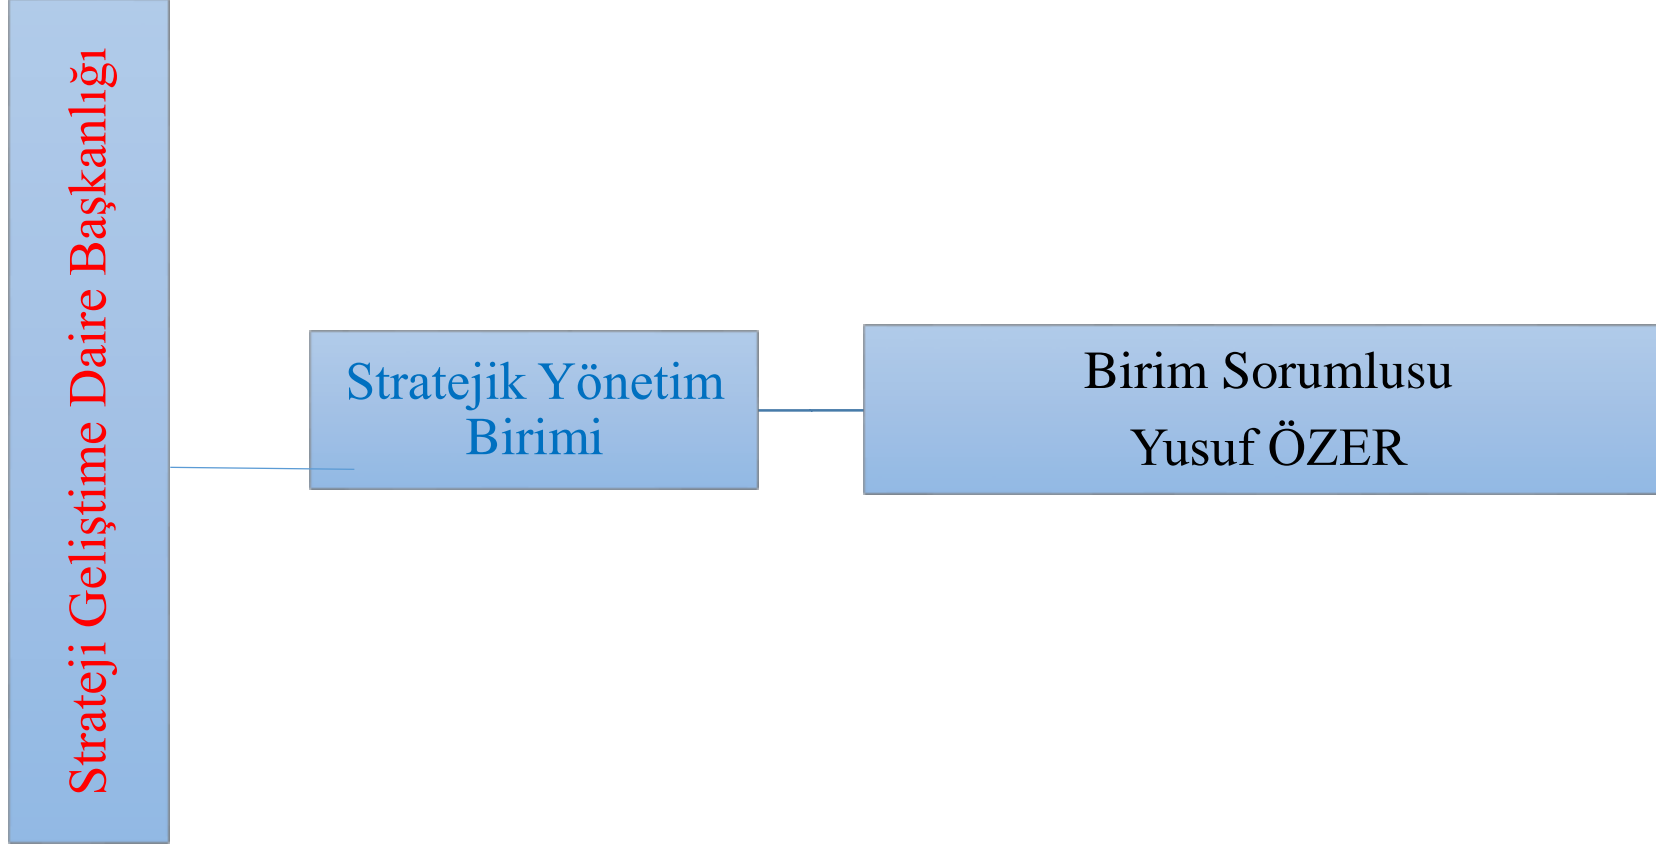 Strateji Geliştime Daire Başkanlığı
Stratejik Yönetim
Birimi
Birim Sorumlusu
Yusuf ÖZER